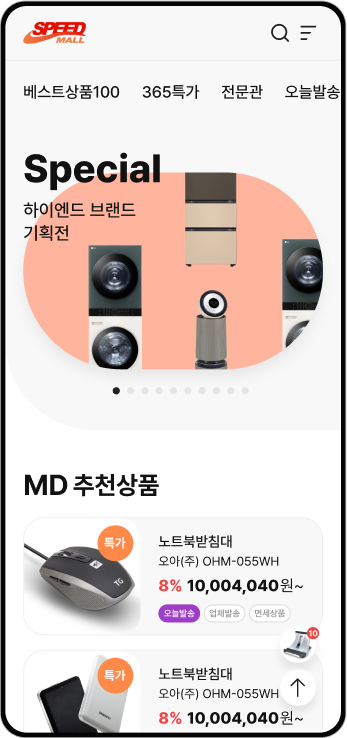 SPEED
MALL
베스트상품100 365특가 전문관 오늘발송
Special
하이엔드 브랜드
기획전
MD 추천상품
특가
TG
노트북받침대
오아(주) OHM-055WH
8% 10,004,040원~
오늘발송 업체발송 면세상품
10
특가
노트북받침대
오아(주) OHM-055WH
8% 10,004,040원~